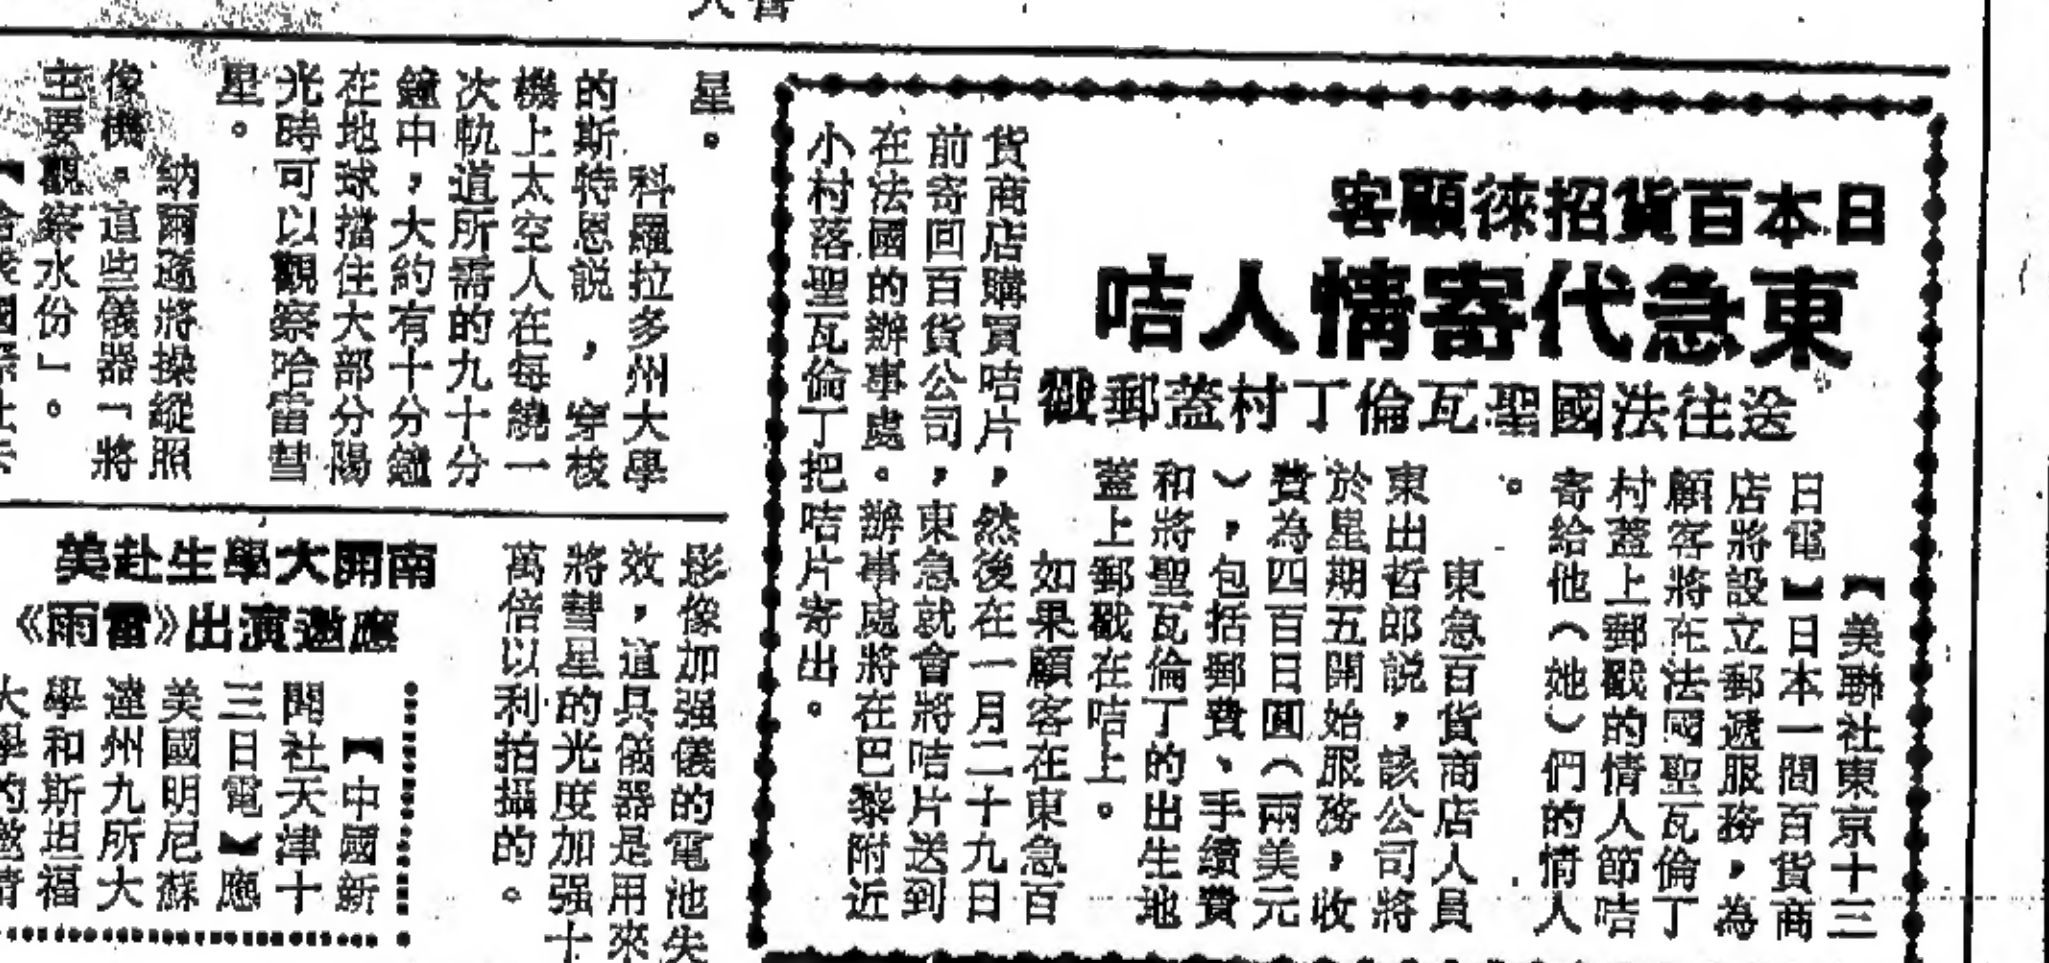 日本百貨招徠顧客
東急代寄情人咭
送往法國聖瓦倫丁村蓋郵戳
【美聯社東京十三
日電】日本一間百貨商
店將設立郵遞服務，為
顧客將在法國聖瓦倫丁
村蓋上郵戳的情人節咭
寄給他（她）們的情人
。
東急百貨商店人員
東出哲郎説，該公司將
於星期五開始服務，收
費為四百日圓（兩美元
），包括郵費、手續費
和將聖瓦倫丁的出生地
蓋上郵戳在咭上。
如果顧客在東急百
貨商店購買咭片，然後在一月二十九日
前寄回百貨公司，東急就會將咭片送到
在法國的辦事處。辦事處將在巴黎附近
小村落聖瓦倫丁把咭片寄出。
星。
科羅拉多州大學
的斯特恩説，穿梭
機上太空人在每繞一
次軌道所需的九十分
鐘中，大約有十分鐘
在地球擋住大部分陽
光時可以觀察哈雷彗
星。
納爾遜將操縱照
像機。這些儀器「將
主要觀察水份」。
影像加强儀的電池失
效，這具儀器是用來
將彗星的光度加强十
萬倍以利拍攝的。
南開大學生赴美
應邀演出《雷雨》
【中國新
聞社天津十
三日電】應
美國明尼蘇
達州九所大
學和斯坦福